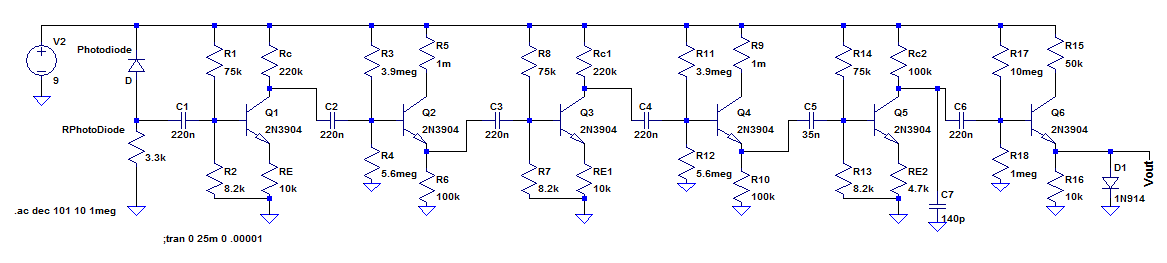 V2
9
Photodiode
D
RPhotoDiode
3.3k
C1
220n
R1
75k
R2
8.2k
Rc
220k
Q1
2N3904
RE
10k
C2
220n
R3
3.9meg
R4
5.6meg
R5
1m
Q2
2N3904
R6
100k
C3
220n
R8
75k
R7
8.2k
Rc1
220k
Q3
2N3904
RE1
10k
C4
220n
R11
3.9meg
R12
5.6meg
R9
1m
Q4
2N3904
R10
100k
C5
35n
R14
75k
R13
8.2k
Rc2
100k
Q5
2N3904
RE2
4.7k
C7
140p
C6
220n
R17
10meg
R18
1meg
R15
50k
Q6
2N3904
R16
10k
D1
1N914
Vout
.ac dec 101 10 1meg
;tran 0 25m 0 .00001